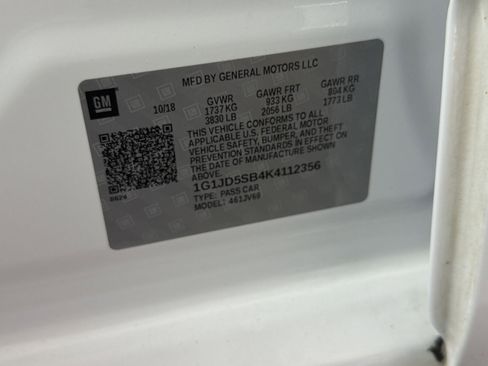 MFD BY GENERAL MOTORS LLC
GM
10/18 GVWR GAWR FRT GAWR RR
1737 KG 933 KG 804 KG
3830 LB 2056 LB 1773 LB
THIS VEHICLE CONFORMS TO ALL
APPLICABLE U.S. FEDERAL MOTOR
VEHICLE SAFETY, BUMPER, AND THEFT
PREVENTION STANDARDS IN EFFECT ON
THE DATE OF MANUFACTURE SHOWN
ABOVE.
1G1JD5SB4K4112356
TYPE: PASS CAR
MODEL: 461JV69